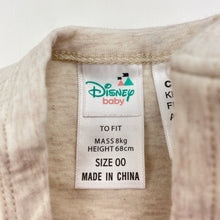 Disney
baby
TO FIT
MASS 8kg
HEIGHT 68cm
SIZE 00
MADE IN CHINA